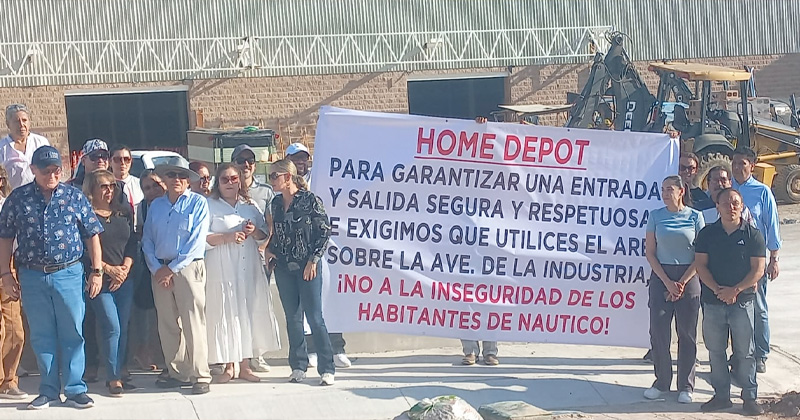 HOME DEPOT
PARA GARANTIZAR UNA ENTRADA
Y SALIDA SEGURA Y RESPETUOSA
E EXIGIMOS QUE UTILICES EL ARE
SOBRE LA AVE. DE LA INDUSTRIA,
¡NO A LA INSEGURIDAD DE LOS
HABITANTES DE NAUTICO!